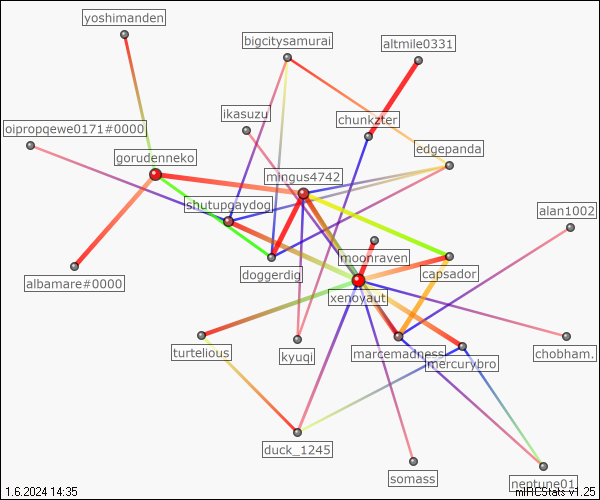 yoshimanden
bigcitysamurai
altmile0331
ikasuzu
chunkzter
oipropqewe0171#0000
edgepanda
gorudenneko
mingus4742
shutupgaydog
alan1002
moonraven
doggerdig
capsador
albamare#0000
xenoyaut
turtelious
kyuqi
marcemadness
chobham.
mercurybro
duck_1245
somass
neptune01
1.6.2024 14:35
mIRCStats v1.25